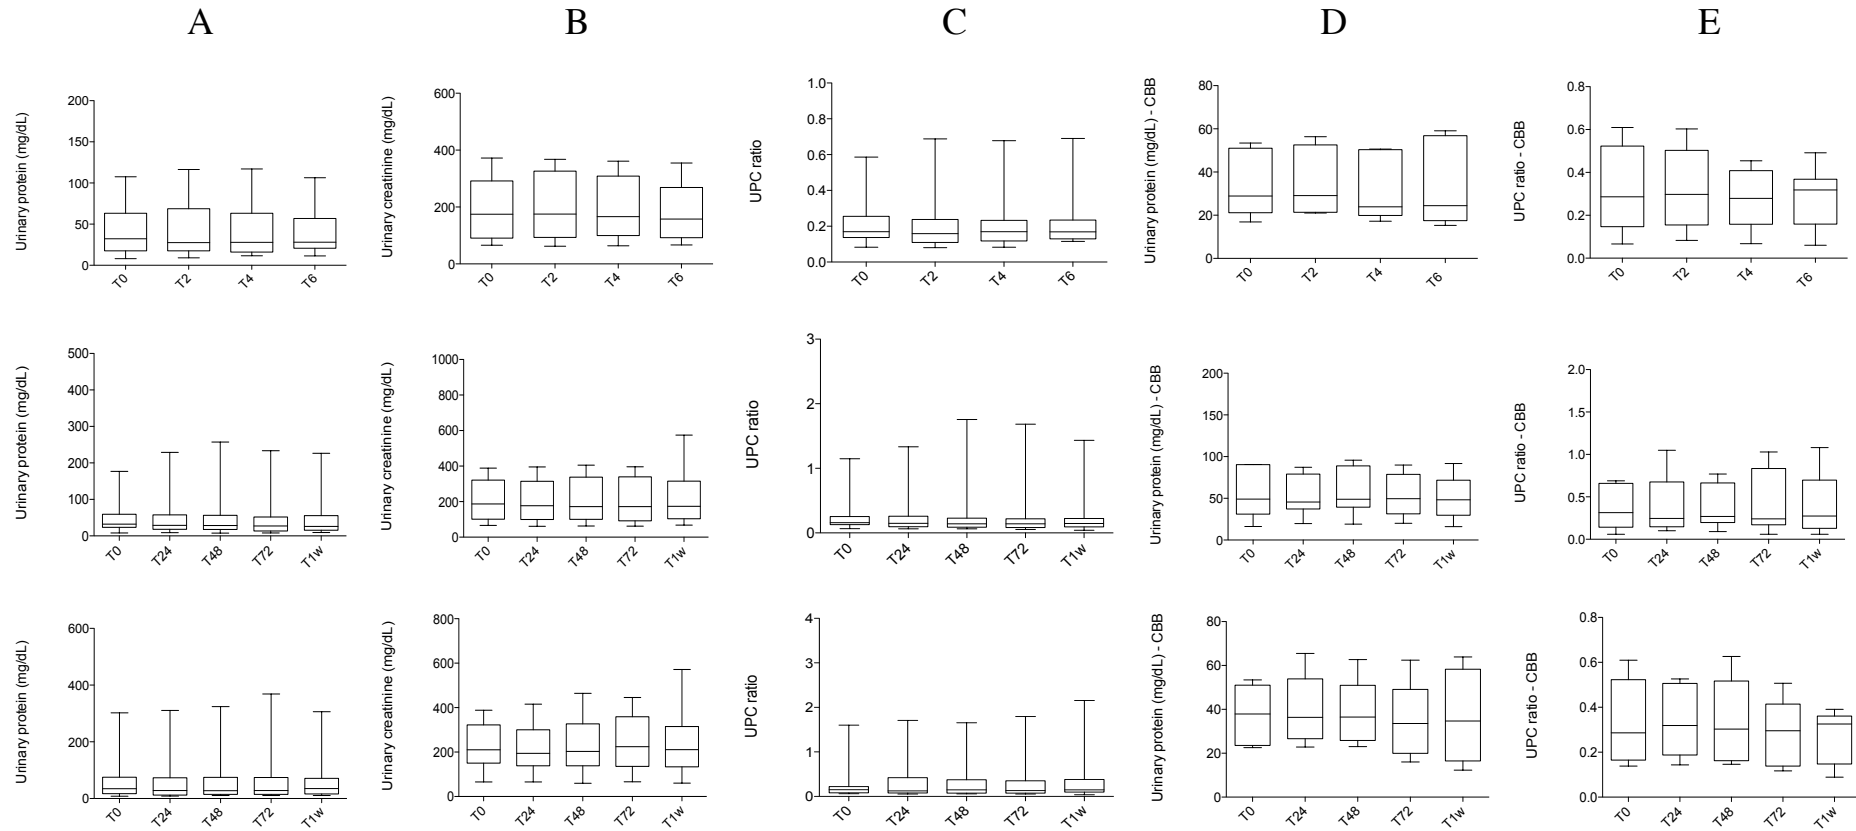 A
B
C
D
E
Urinary protein (mg/dL)
200
150
100
50
0
T0
T2
T4
T6
Urinary creatinine (mg/dL)
600
400
200
0
T0
T2
T4
T6
UPC ratio
1.0
0.8
0.6
0.4
0.2
0.0
T0
T2
T4
T6
Urinary protein (mg/dL) - CBB
80
60
40
20
0
T0
T2
T4
T6
UPC ratio - CBB
0.8
0.6
0.4
0.2
0.0
T0
T2
T4
T6
Urinary protein (mg/dL)
500
400
300
200
100
0
T0
T24
T48
T72
T1w
Urinary creatinine (mg/dL)
1000
800
600
400
200
0
T0
T24
T48
T72
T1w
UPC ratio
3
2
1
0
T0
T24
T48
T72
T1w
Urinary protein (mg/dL) - CBB
200
150
100
50
0
T0
T24
T48
T72
T1w
UPC ratio - CBB
2.0
1.5
1.0
0.5
0.0
T0
T24
T48
T72
T1w
Urinary protein (mg/dL)
600
400
200
0
T0
T24
T48
T72
T1w
Urinary creatinine (mg/dL)
800
600
400
200
0
T0
T24
T48
T72
T1w
UPC ratio
4
3
2
1
0
T0
T24
T48
T72
T1w
Urinary protein (mg/dL) - CBB
80
60
40
20
0
T0
T24
T48
T72
T1w
UPC ratio - CBB
0.8
0.6
0.4
0.2
0.0
T0
T24
T48
T72
T1w